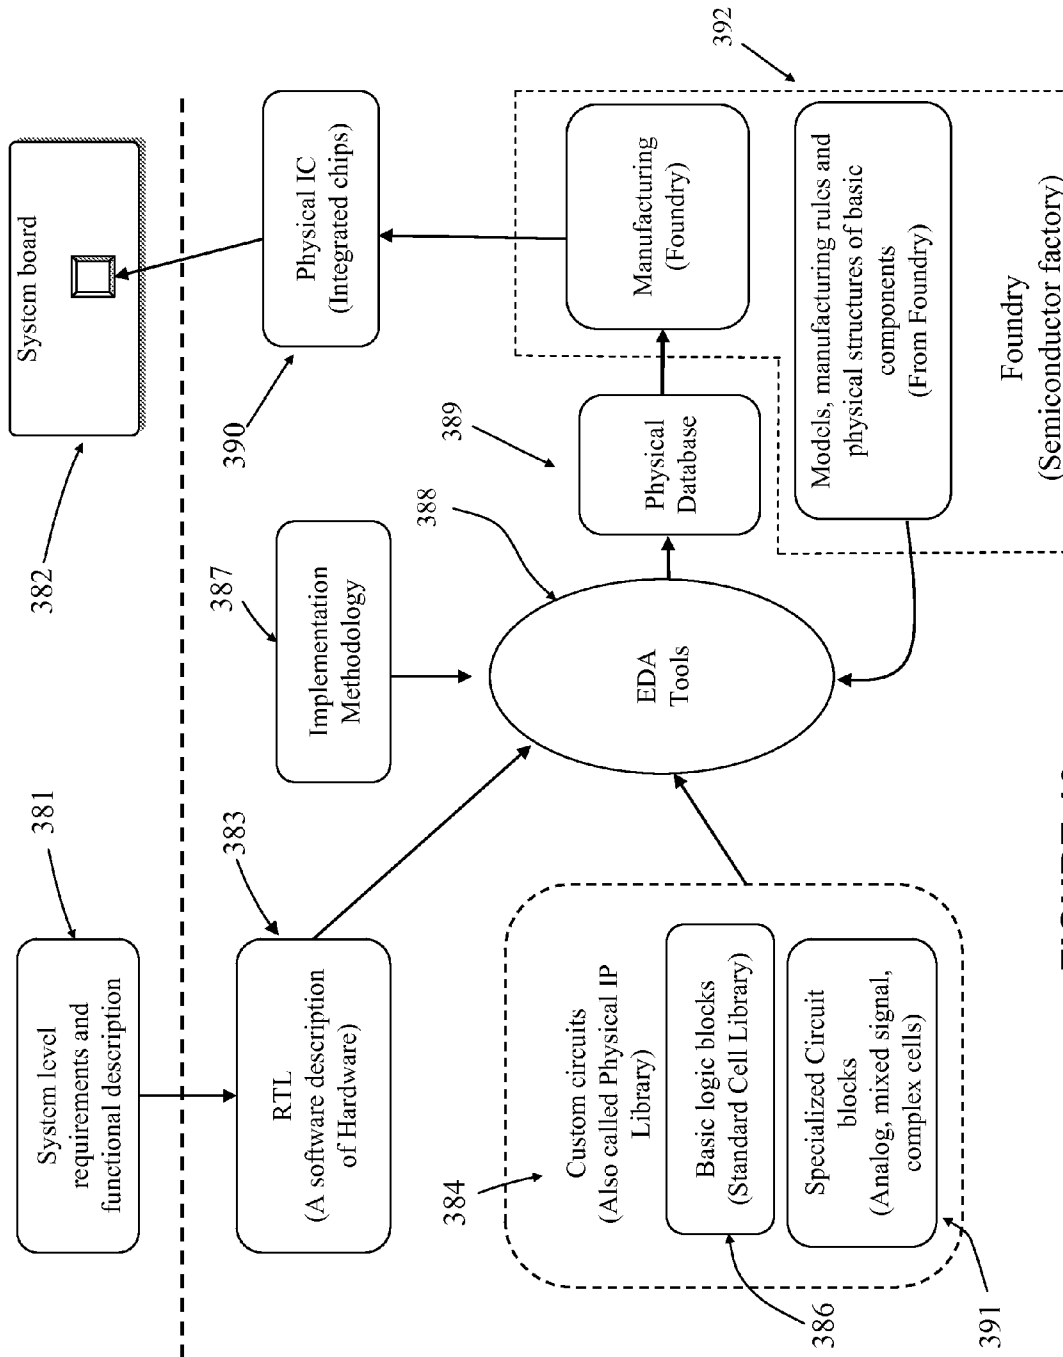 System level
requirements and
functional description
381
382
System board
RTL
(A software description
of Hardware)
383
Implementation
Methodology
387
390
Physical IC
(Integrated chips)
384
Custom circuits
(Also called Physical IP
Library)
Basic logic blocks
(Standard Cell Library)
386
Specialized Circuit
blocks
(Analog, mixed signal,
complex cells)
391
EDA
Tools
388
389
Physical
Database
Manufacturing
(Foundry)
392
Models, manufacturing rules and
physical structures of basic
components
(From Foundry)
Foundry
(Semiconductor factory)
FIGURE